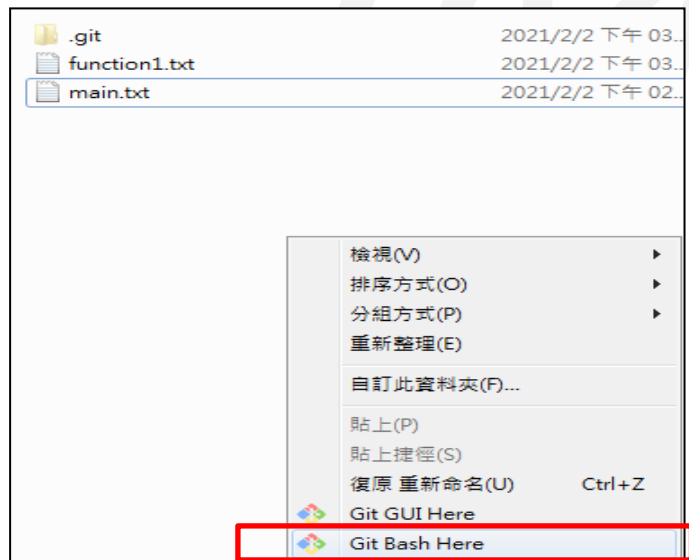 .git 2021/2/2 下午 03...
function1.txt 2021/2/2 下午 03...
main.txt 2021/2/2 下午 02...
檢視(V)
排序方式(O)
分組方式(P)
重新整理(E)
自訂此資料夾(F)...
貼上(P)
貼上捷徑(S)
復原 重新命名(U) Ctrl+Z
Git GUI Here
Git Bash Here